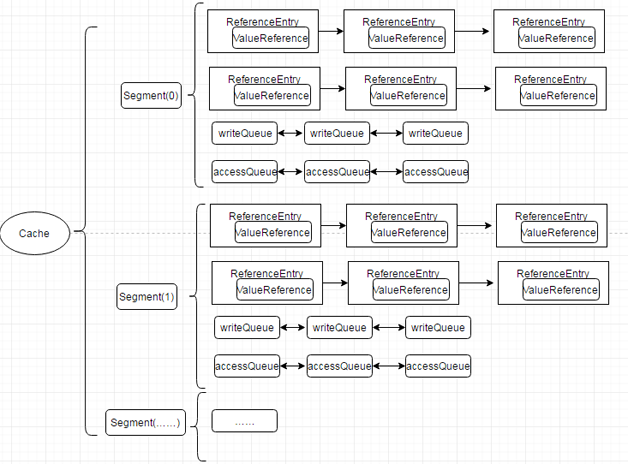 ReferenceEntry ReferenceEntry ReferenceEntry
ValueReference ValueReference ValueReference
ReferenceEntry ReferenceEntry ReferenceEntry
ValueReference ValueReference ValueReference
Segment(0)
writeQueue writeQueue writeQueue
accessQueue accessQueue accessQueue
Cache
ReferenceEntry ReferenceEntry ReferenceEntry
ValueReference ValueReference ValueReference
ReferenceEntry ReferenceEntry ReferenceEntry
ValueReference ValueReference ValueReference
Segment(1)
writeQueue writeQueue writeQueue
accessQueue accessQueue accessQueue
Segment(……) ……